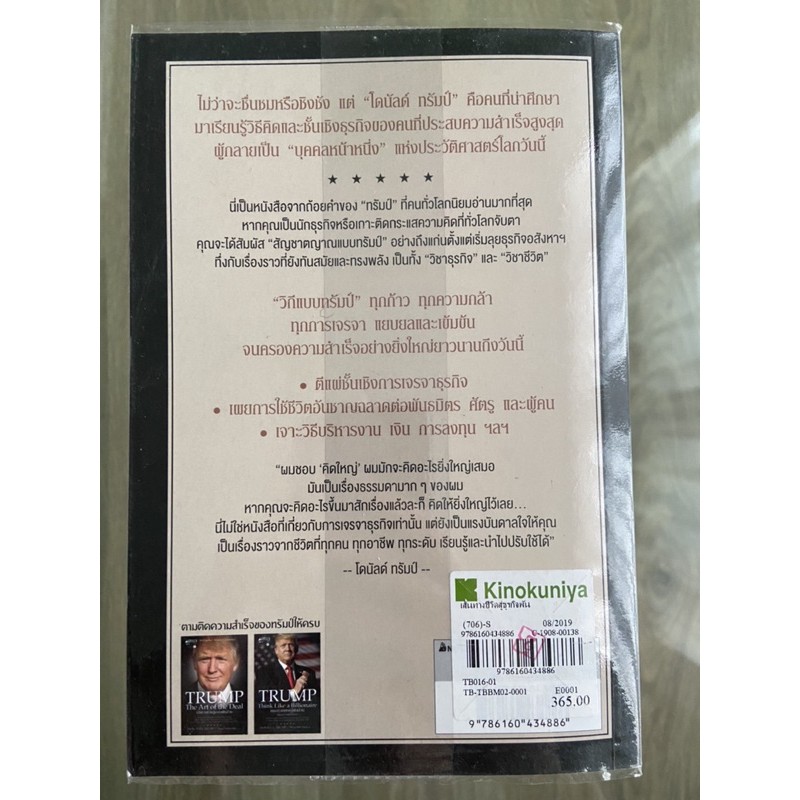 ไม่ว่าจะชื่นชมหรือชิงชัง แต่ “โดนัลด์ ทรัมป์” คือคนที่น่าศึกษา
มาเรียนรู้วิธีคิดและชั้นเชิงธุรกิจของคนที่ประสบความสำเร็จสูงสุด
ผู้กลายเป็น “บุคคลหน้าหนึ่ง” แห่งประวัติศาสตร์โลกวันนี้
★ ★ ★ ★ ★
นี่เป็นหนังสือจากถ้อยคำของ “ทรัมป์” ที่คนทั่วโลกนิยมอ่านมากที่สุด
หากคุณเป็นนักธุรกิจหรือเกาะติดกระแสความคิดที่ทั่วโลกจับตา
คุณจะได้สัมผัส “สัญชาตญาณแบบทรัมป์” อย่างถึงแก่นตั้งแต่เริ่มลุยธุรกิจอสังหาฯ
ทึ่งกับเรื่องราวที่ยังทันสมัยและทรงพลัง เป็นทั้ง “วิชาธุรกิจ” และ “วิชาชีวิต”
“วิถีแบบทรัมป์” ทุกก้าว ทุกความกล้า
ทุกการเจรจา แยบยลและเข้มข้น
จนครองความสำเร็จอย่างยิ่งใหญ่ยาวนานถึงวันนี้
• ตีแผ่ชั้นเชิงการเจรจาธุรกิจ
• เผยการใช้ชีวิตอันชาญฉลาดต่อพันธมิตร ศัตรู และผู้คน
• เจาะวิธีบริหารงาน เงิน การลงทุน ฯลฯ
“ผมชอบ ‘คิดใหญ่’ ผมมักจะคิดอะไรยิ่งใหญ่เสมอ
มันเป็นเรื่องธรรมดามาก ๆ ของผม
หากคุณจะคิดอะไรขึ้นมาสักเรื่องแล้วละก็ คิดให้ยิ่งใหญ่ไว้เลย...
นี่ไม่ใช่หนังสือที่เกี่ยวกับการเจรจาธุรกิจเท่านั้น แต่ยังเป็นแรงบันดาลใจให้คุณ
เป็นเรื่องราวจากชีวิตที่ทุกคน ทุกอาชีพ ทุกระดับ เรียนรู้และนำไปปรับใช้ได้”
-- โดนัลด์ ทรัมป์ --
ตามติดความสำเร็จของทรัมป์ให้ครบ
TRUMP
The Art of the Deal
TRUMP
Think Like a Billionaire
Kinokuniya
เส้นทางชีวิตสู่ธุรกิจพัน
(706)-S 08/2019
9786160434886 C-1908-00138
9786160434886
TB016-01
TB-TBBM02-0001 E0001
365.00
9 786160 434886